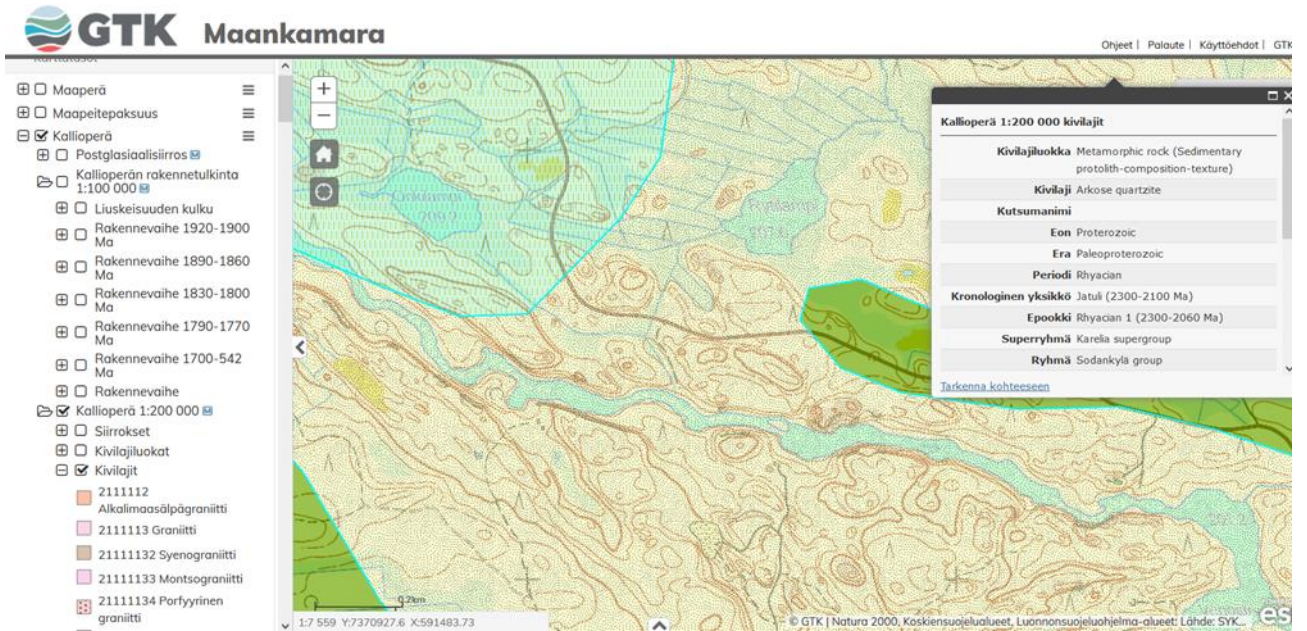 GTK Maankamara
Ohjeet | Palaute | Käyttöehdot | GTK
Karttatasot
Maaperä
Maapeitepaksuus
Kallioperä
Postglasiaalisiirros M
Kallioperän rakennetulkinta
1:100 000 M
Liuskeisuuden kulku
Rakennevaihe 1920-1900
Ma
Rakennevaihe 1890-1860
Ma
Rakennevaihe 1830-1800
Ma
Rakennevaihe 1790-1770
Ma
Rakennevaihe 1700-542
Ma
Rakennevaihe
Kallioperä 1:200 000 M
Siirrokset
Kivilajiluokat
Kivilajit
2111112
Alkalimaasälpägraniitti
2111113 Graniitti
21111132 Syenograniitti
21111133 Montsograniitti
21111134 Porfyyrinen
graniitti
Kallioperä 1:200 000 kivilajit
Kivilajiluokka Metamorphic rock (Sedimentary
protolith-composition-texture)
Kivilaji Arkose quartzite
Kutsumanimi
Eon Proterozoic
Era Paleoproterozoic
Periodi Rhyacian
Kronologinen yksikkö Jatuli (2300-2100 Ma)
Epookki Rhyacian 1 (2300-2060 Ma)
Superryhmä Karelia supergroup
Ryhmä Sodankylä group
Tarkenna kohteeseen
0.2km
1:7 559 Y:7370927.6 X:591483.73
© GTK | Natura 2000, Koskiensuojelualueet, Luonnonsuojeluohjelma-alueet: Lähde: SYK...
es